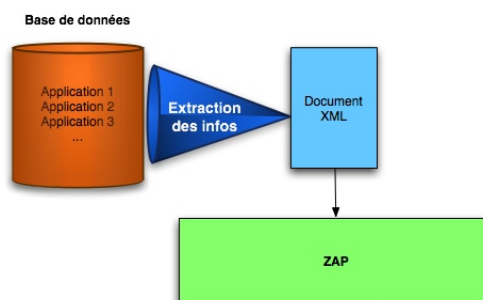 Base de données
Application 1
Application 2
Application 3
...
Extraction
des infos
Document
XML
ZAP